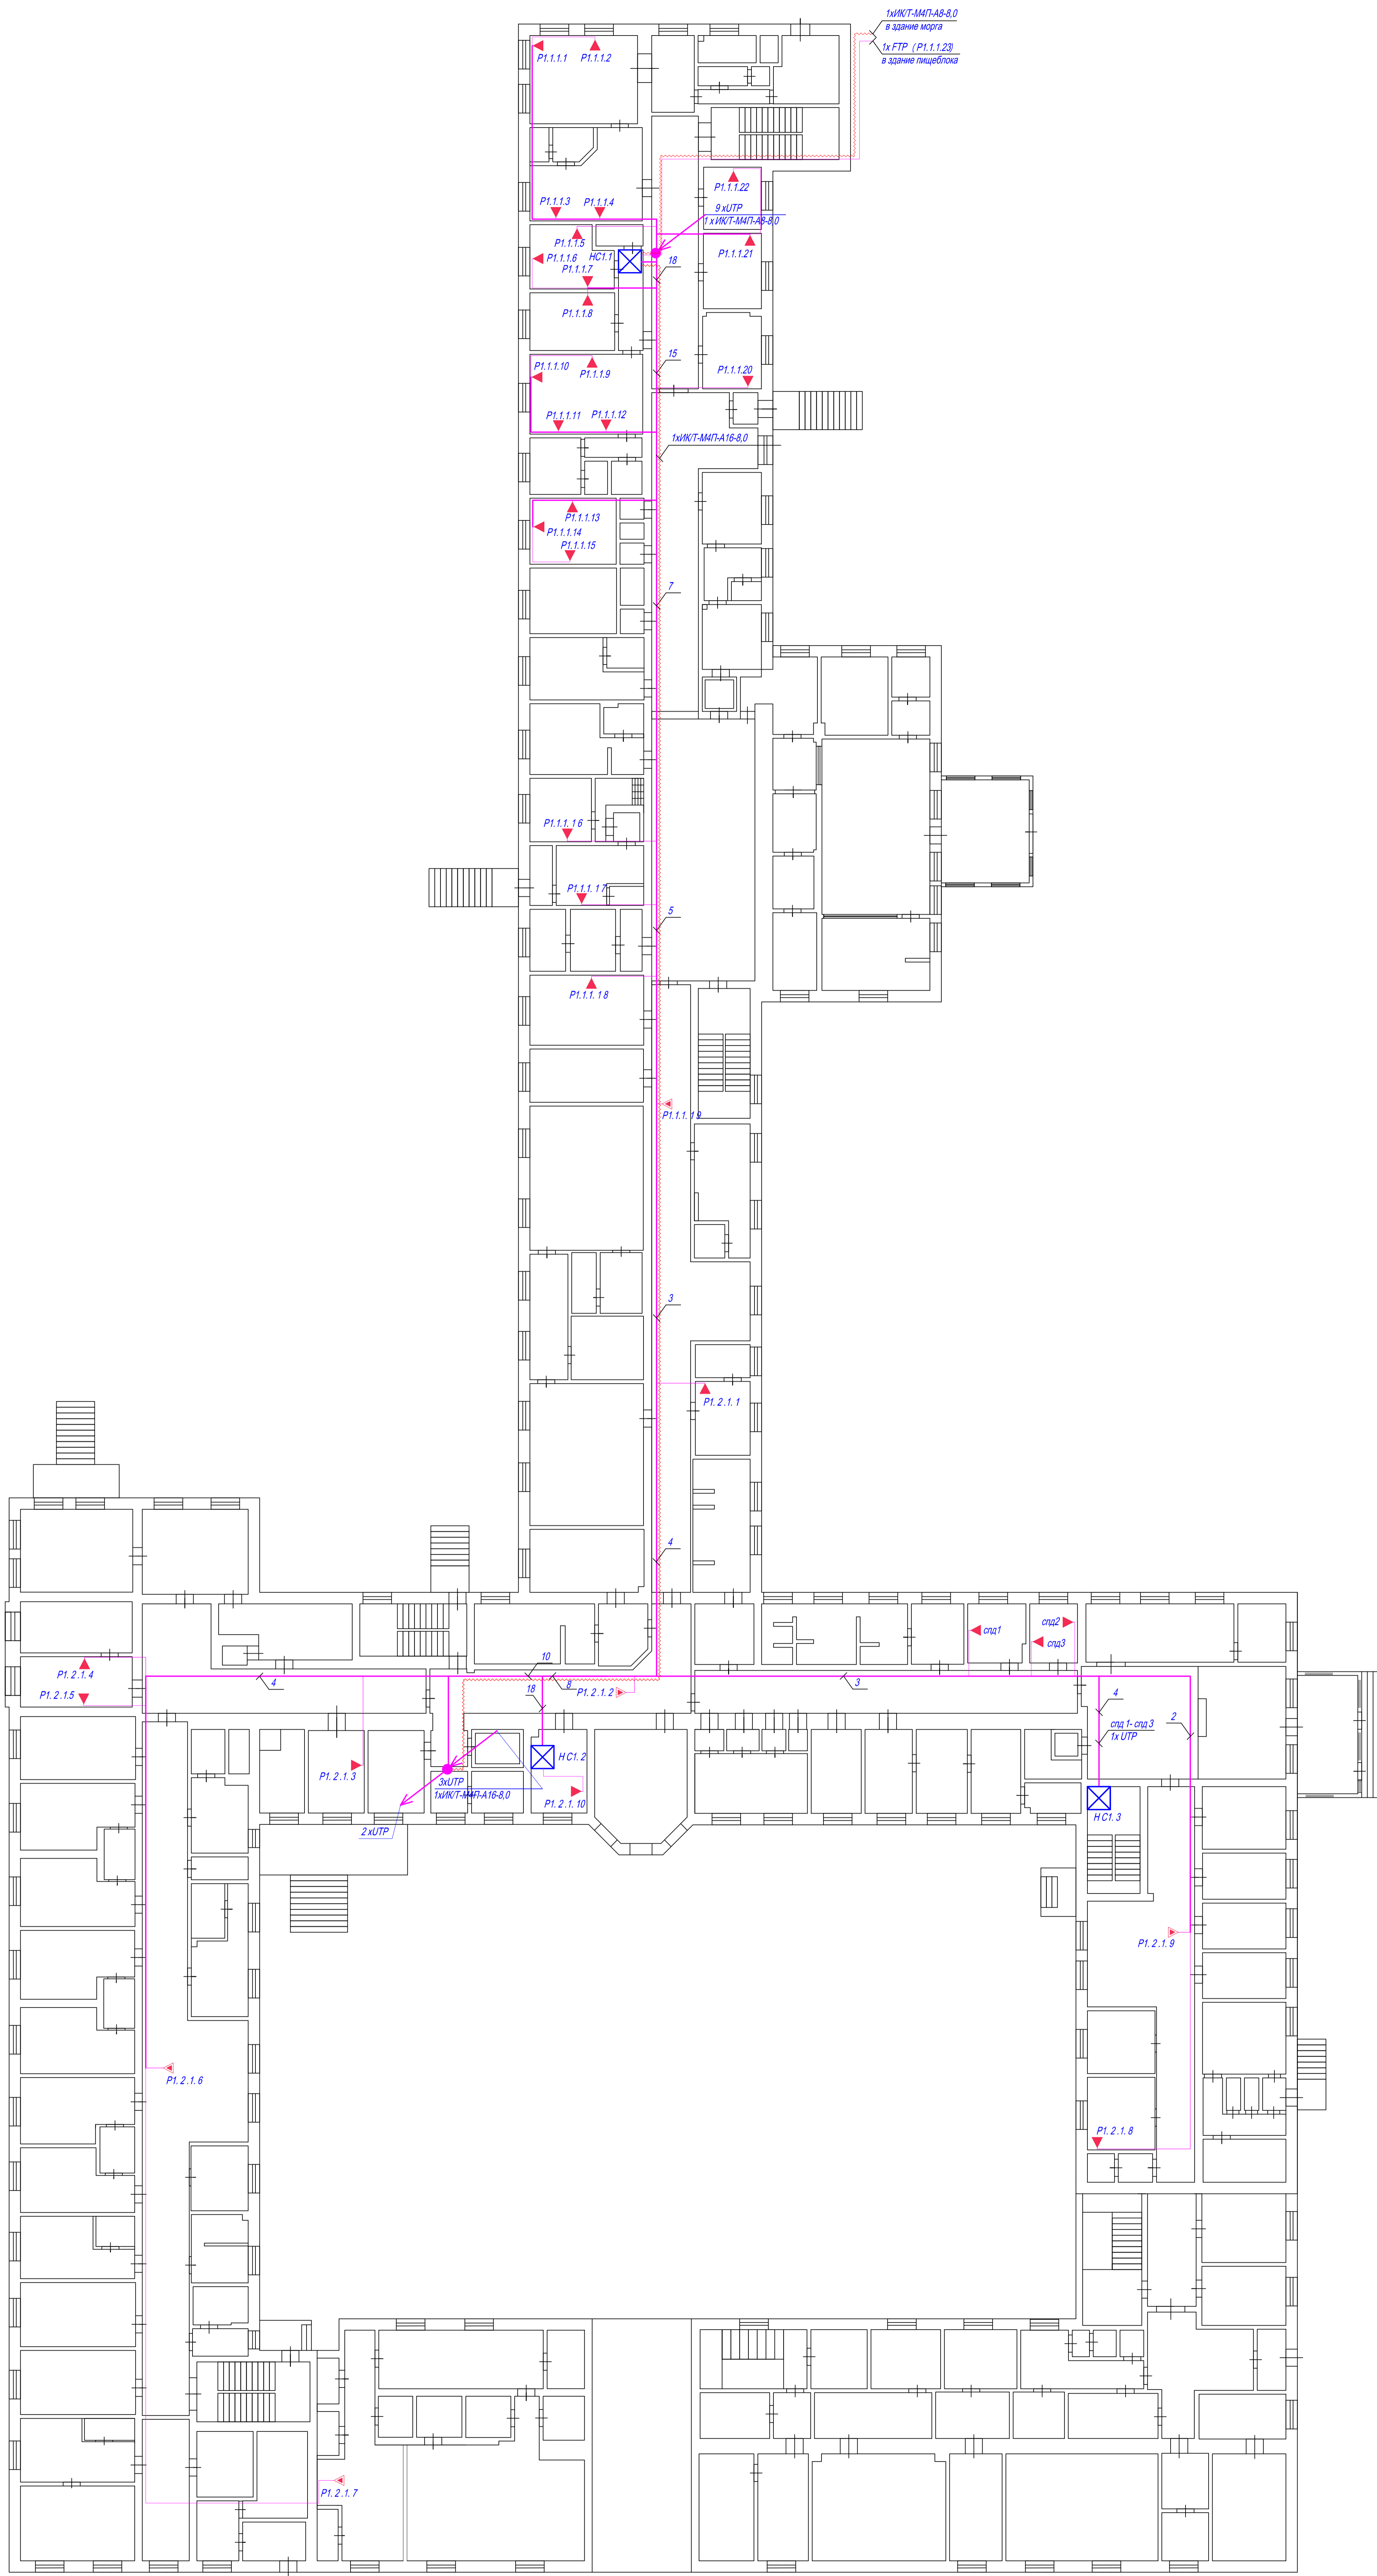 1хИК/Т-М4П-А8-8,0
в здание морга
1х FTP ( Р1.1.1.23)
в здание пищеблока
Р1.1.1.1
Р1.1.1.2
Р1.1.1.3
Р1.1.1.4
Р1.1.1.22
9 хUTP
1 х ИК/Т-М4П-А8-8,0
Р1.1.1.5
Р1.1.1.6
НС1.1
Р1.1.1.7
Р1.1.1.21
18
Р1.1.1.8
15
Р1.1.1.10
Р1.1.1.9
Р1.1.1.20
Р1.1.1.11
Р1.1.1.12
1хИК/Т-М4П-А16-8,0
Р1.1.1.13
Р1.1.1.14
Р1.1.1.15
7
Р1.1.1. 1 6
Р1.1.1. 1 7
5
Р1.1.1. 1 8
Р1.1.1. 1 9
3
Р1. 2 .1. 1
4
спд1
спд2
спд3
Р1. 2 .1. 4
Р1. 2 .1.5
4
10
8
18
Р1. 2 .1. 2
3
4
2
спд 1- спд 3
1х UTP
Р1. 2 .1. 3
Н С1. 2
3хUTP
1хИК/Т-М4П-А16-8,0
Р1. 2 .1. 10
2 хUTP
Н С1. 3
Р1. 2 .1. 9
Р1. 2 .1. 6
Р1. 2 .1. 8
Р1. 2 .1. 7